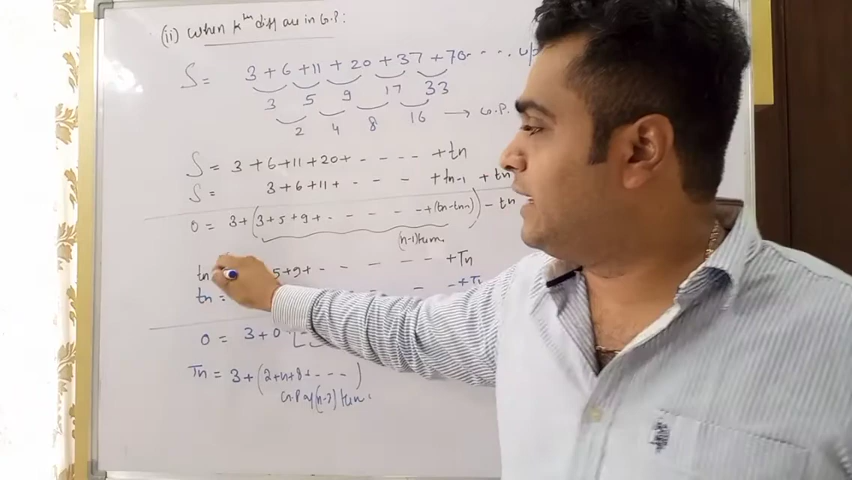 (ii) when kth diff are in G.P:
S = 3 + 6 + 11 + 20 + 37 + 70 - - - . up
3 5 9 17 33
2 4 8 16 → G.P.
S = 3 + 6 + 11 + 20 + - - - - + tn
S = 3 + 6 + 11 + - - - + tn-1 + tn
0 = 3 + (3 + 5 + 9 + - - - - - + (tn - tn-1)) - tn
(n-1) term
tn 5 + 9 + - - - - - + Tn
tn = - + Tn
0 = 3 + 0
Tn = 3 + (2 + 4 + 8 + - - - )
G.P of (n-2) term.